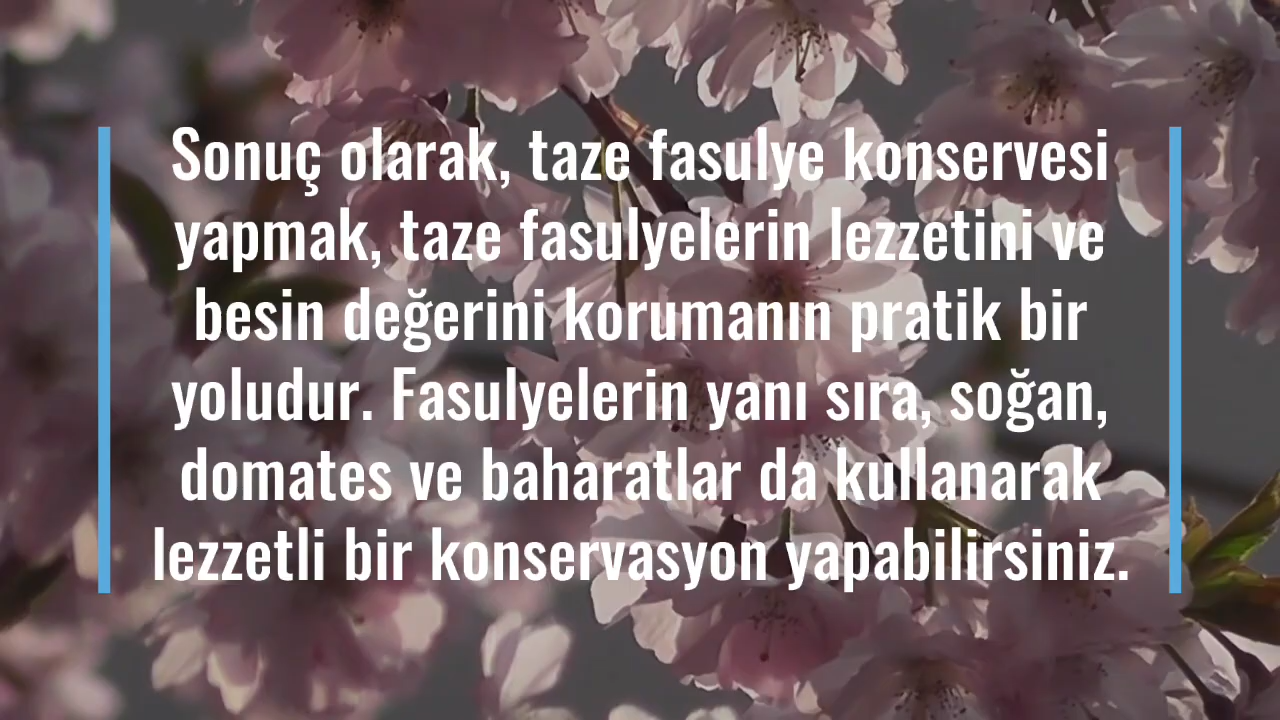 Sonuç olarak, taze fasulye konservesi
yapmak, taze fasulyelerin lezzetini ve
besin değerini korumanın pratik bir
yoludur. Fasulyelerin yanı sıra, soğan,
domates ve baharatlar da kullanarak
lezzetli bir konservasyon yapabilirsiniz.